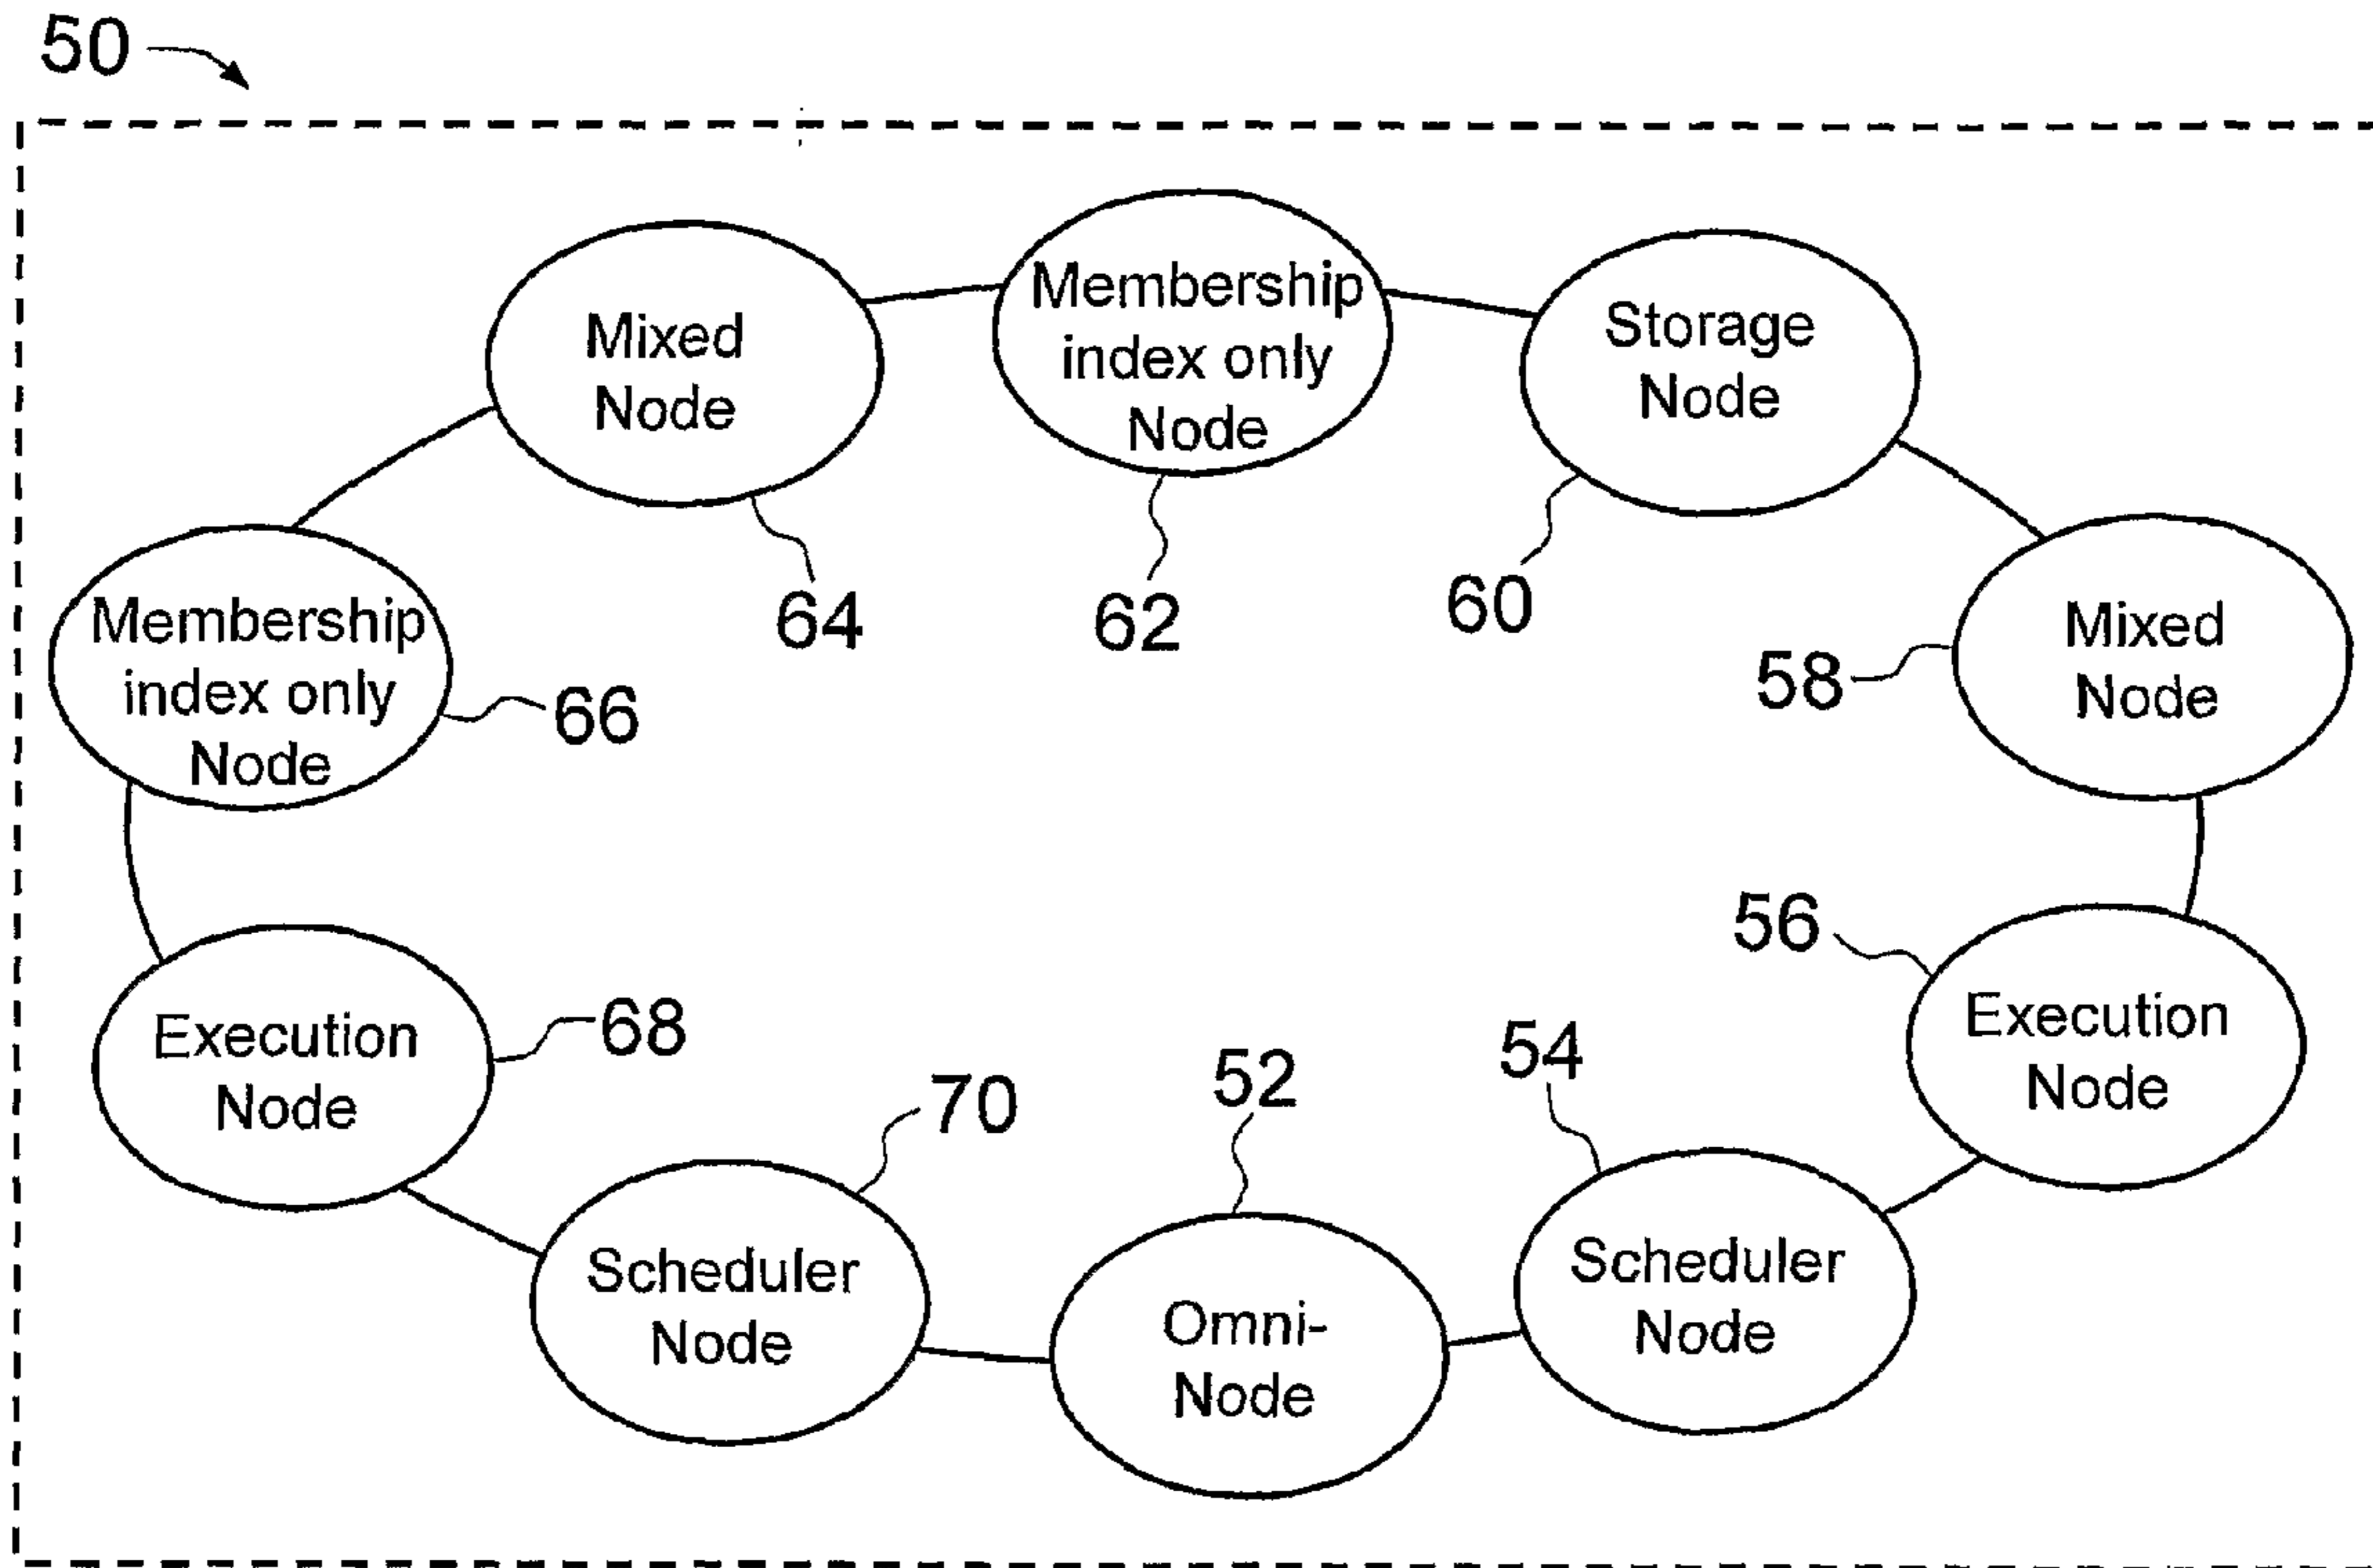 50
Membership
index only
Node
62
Mixed
Node
64
Storage
Node
60
Membership
index only
Node
66
Mixed
Node
58
Execution
Node
68
56
Execution
Node
70
Scheduler
Node
52
Omni-
Node
54
Scheduler
Node